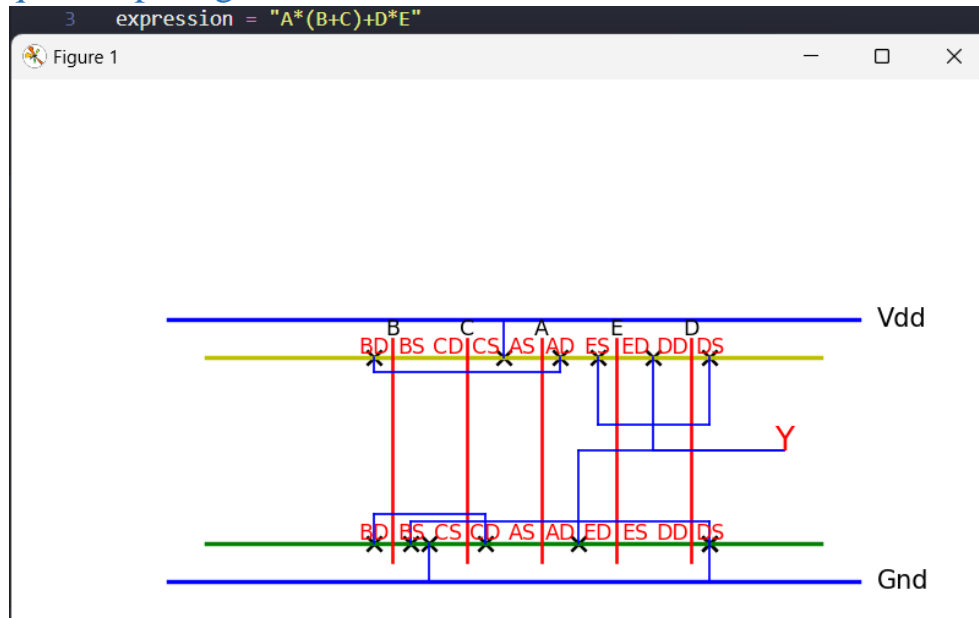 3 expression = "A*(B+C)+D*E"
Figure 1
Vdd
B C A E D
BD BS CD CS AS AD ES ED DD DS
Y
BD BS CS CD AS AD ED ES DD DS
Gnd